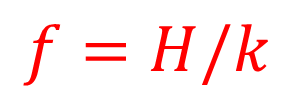 f = H/k